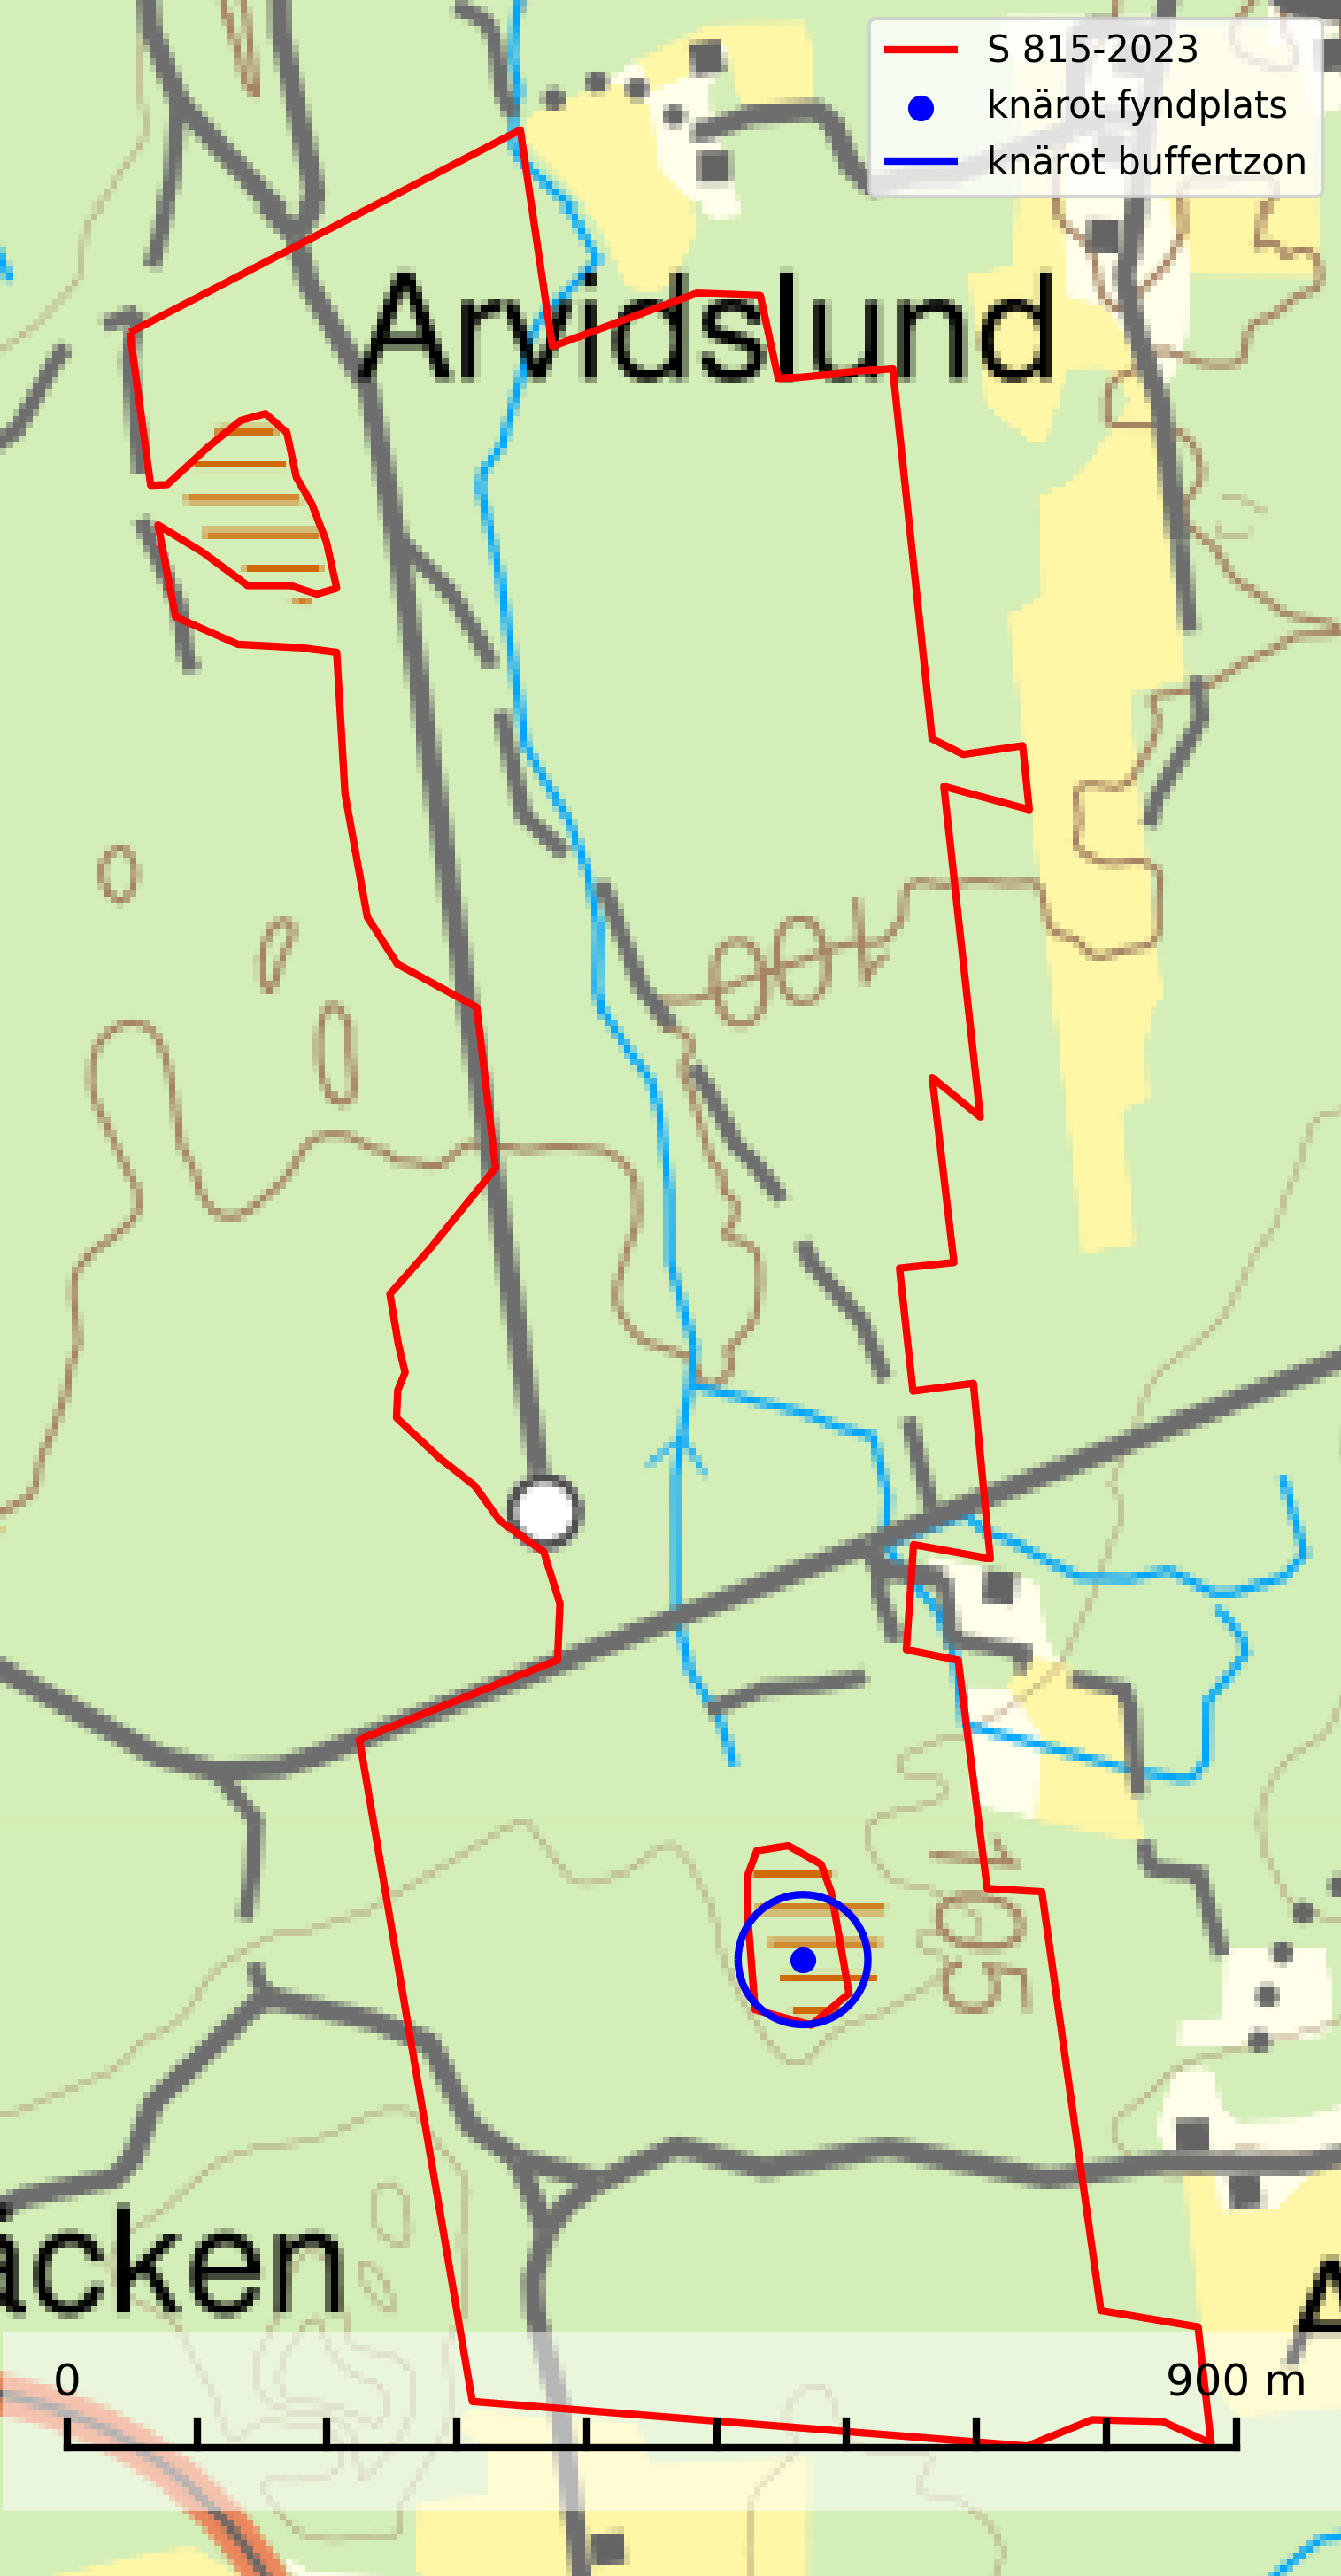 S 815-2023
knärot fyndplats
knärot buffertzon
Arvidslund
100
105
äcken
A
0
900 m